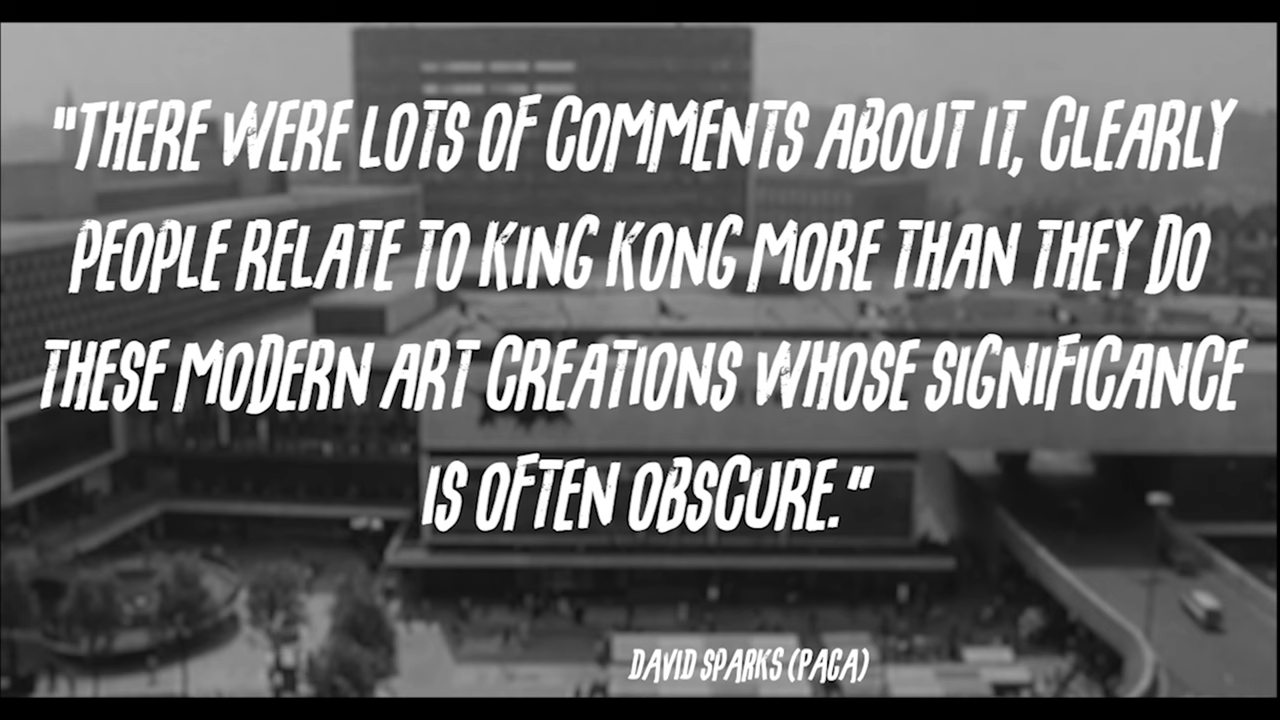 "THERE WERE LOTS OF COMMENTS ABOUT IT, CLEARLY
PEOPLE RELATE TO KING KONG MORE THAN THEY DO
THESE MODERN ART CREATIONS WHOSE SIGNIFICANCE
IS OFTEN OBSCURE."
DAVID SPARKS (PACA)